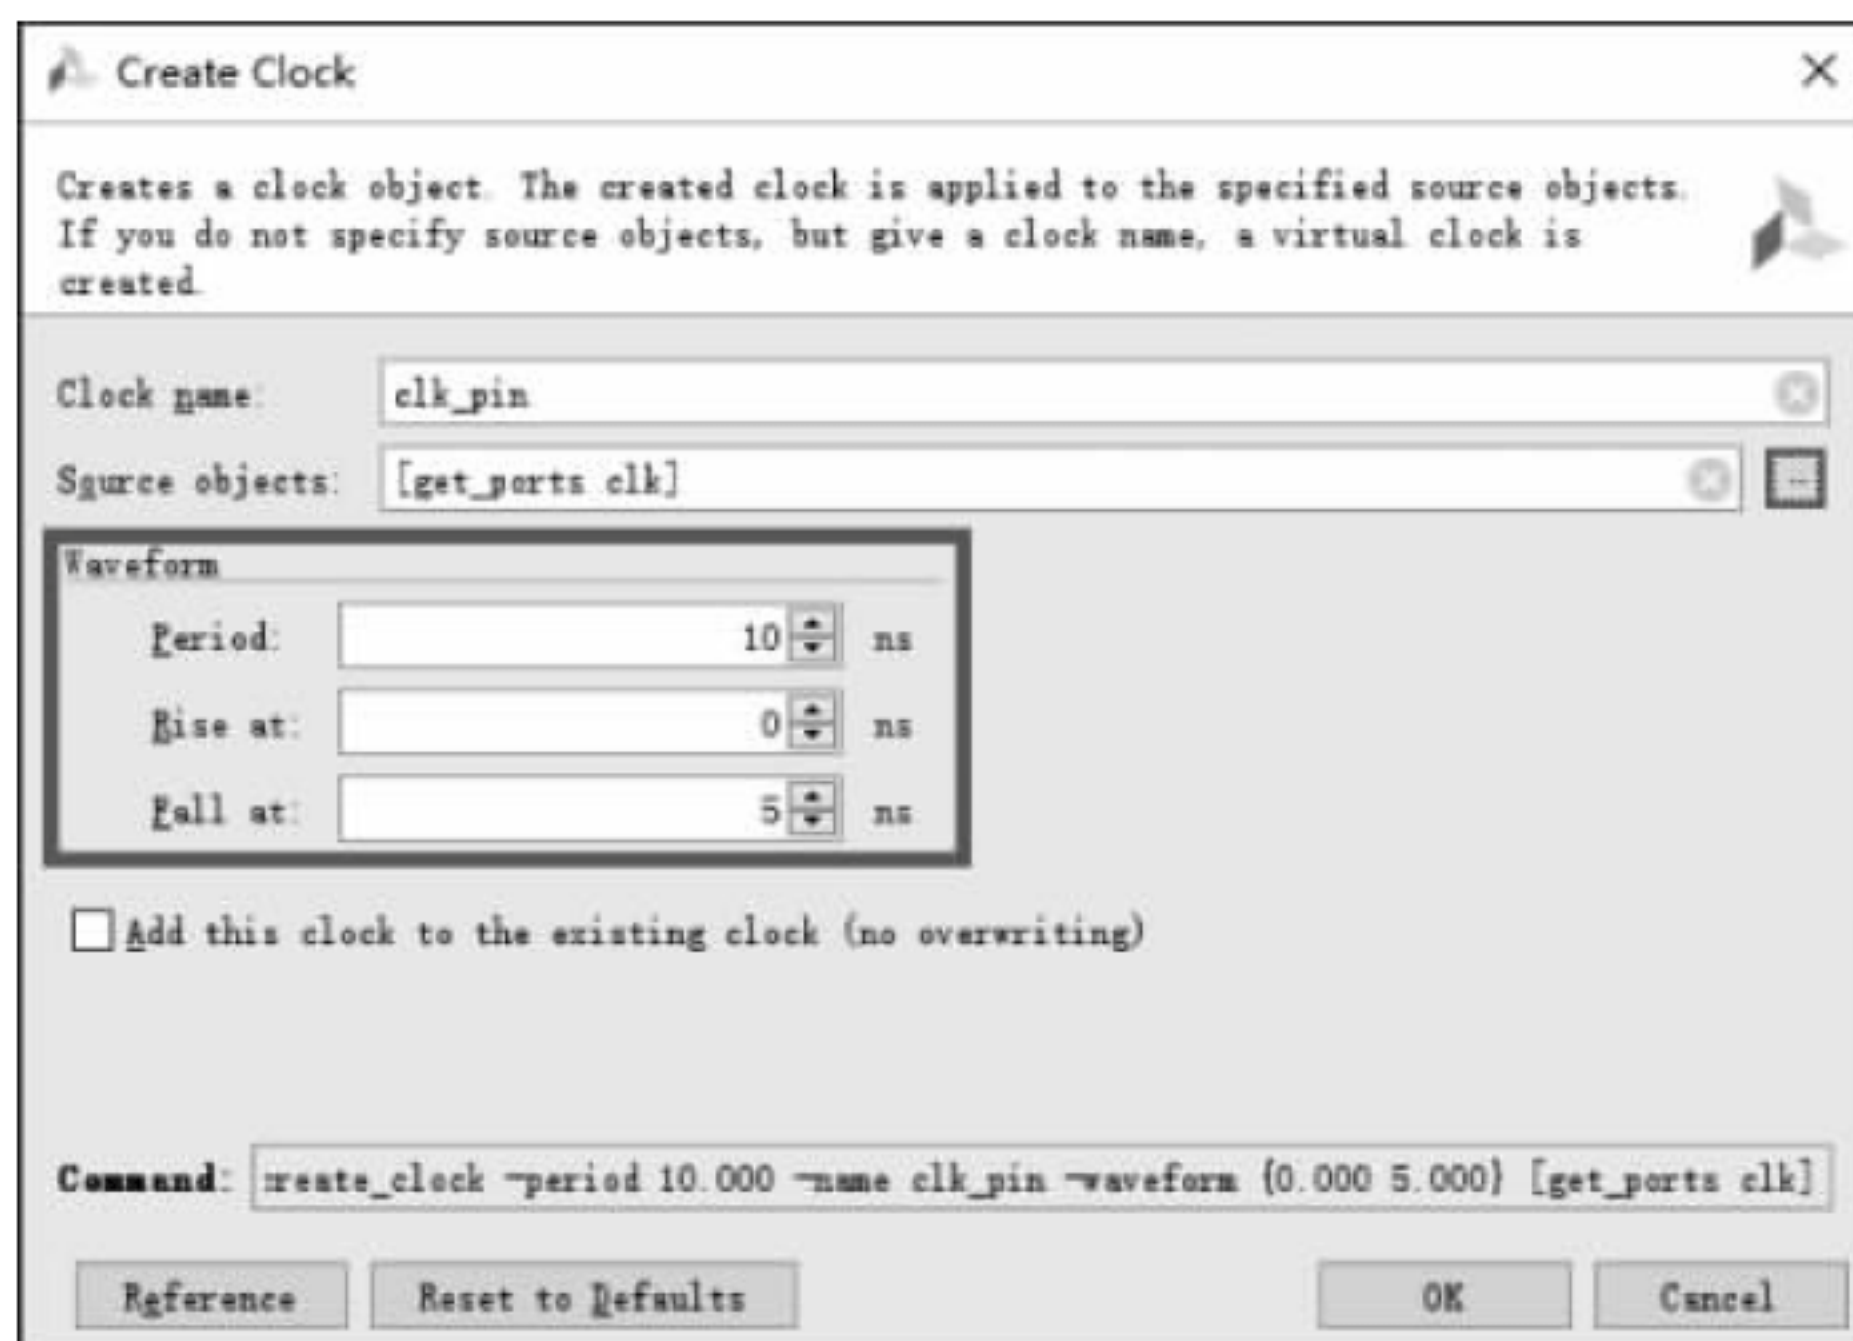 Create Clock
Creates a clock object. The created clock is applied to the specified source objects.
If you do not specify source objects, but give a clock name, a virtual clock is
created.
Clock name: clk_pin
Source objects: [get_ports clk] ...
Waveform
Period: 10 ns
Rise at: 0 ns
Fall at: 5 ns
Add this clock to the existing clock (no overwriting)
Command: create_clock -period 10.000 -name clk_pin -waveform {0.000 5.000} [get_ports clk]
Reference Reset to Defaults OK Cancel